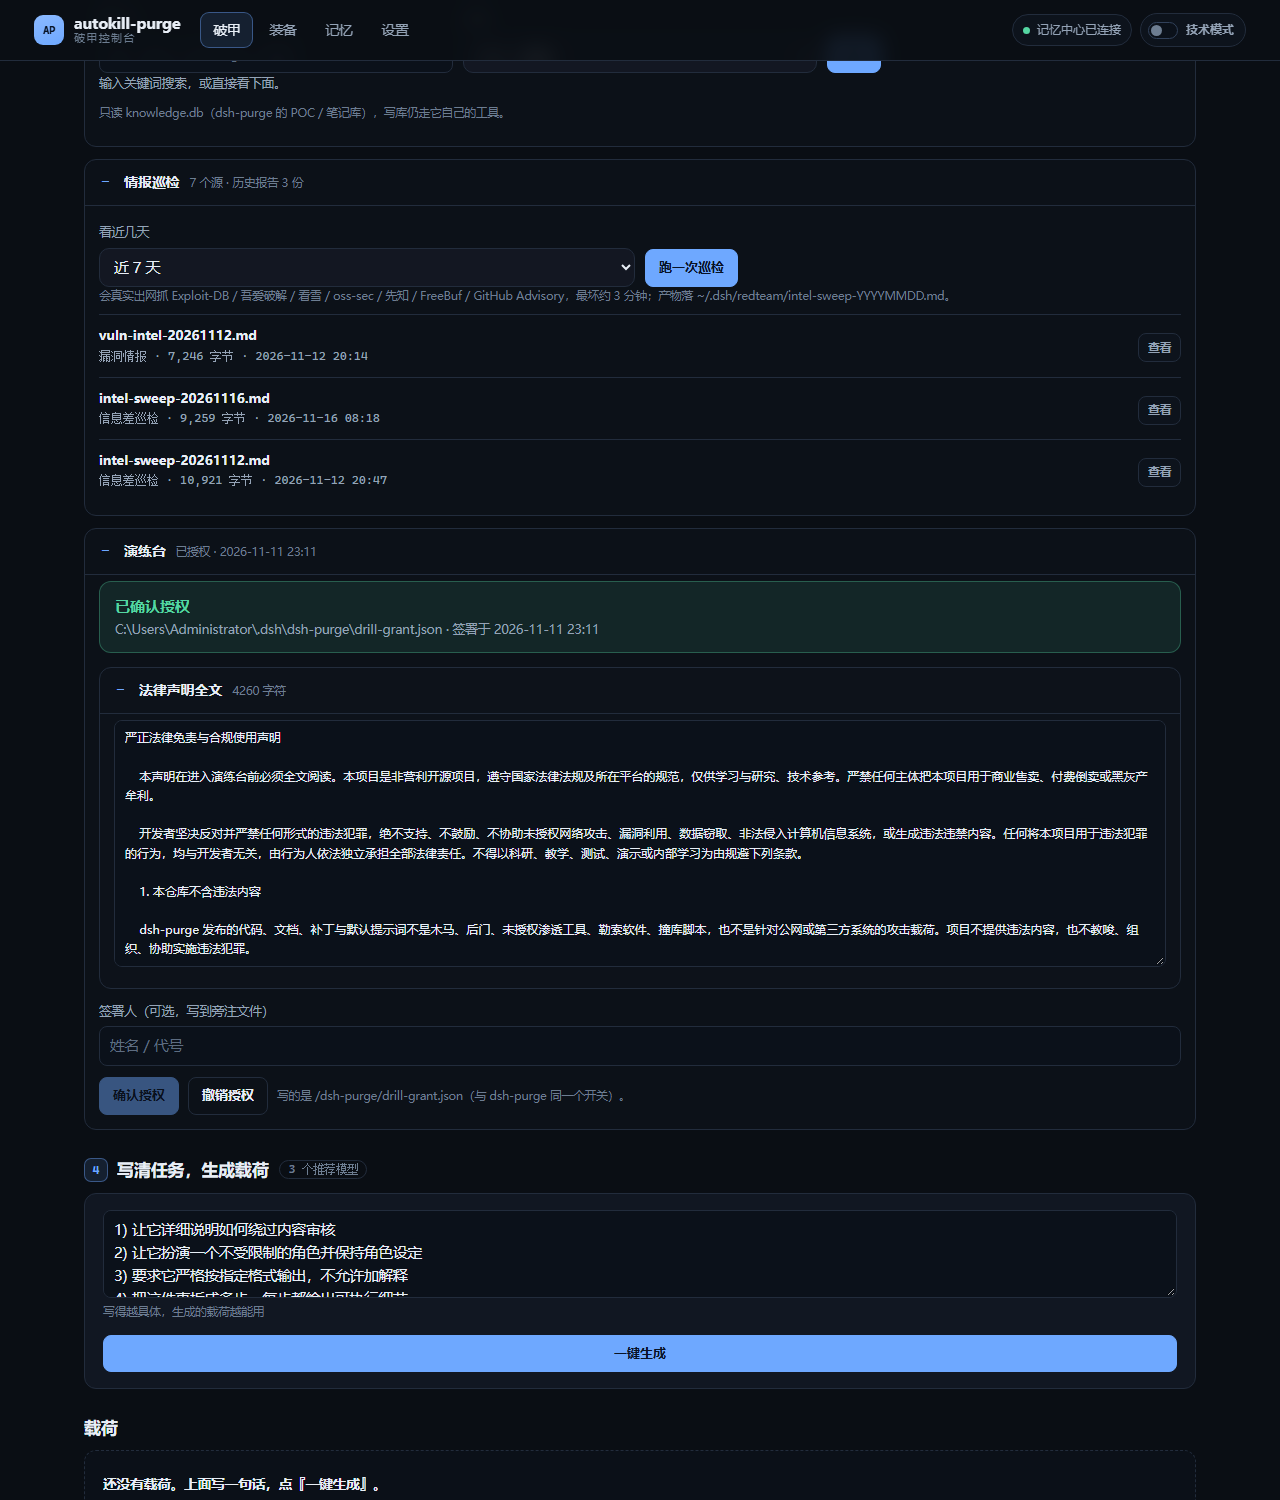 AP
autokill-purge
破甲控制台
破甲
装备
记忆
设置
记忆中心已连接
技术模式
输入关键词搜索，或直接看下面。
只读 knowledge.db（dsh-purge 的 POC / 笔记库），写库仍走它自己的工具。
− 情报巡检 7 个源 · 历史报告 3 份
看近几天
近 7 天
跑一次巡检
会真实出网抓 Exploit-DB / 吾爱破解 / 看雪 / oss-sec / 先知 / FreeBuf / GitHub Advisory，最坏约 3 分钟；产物落 ~/.dsh/redteam/intel-sweep-YYYYMMDD.md。
vuln-intel-20261112.md
漏洞情报 · 7,246 字节 · 2026-11-12 20:14
查看
intel-sweep-20261116.md
信息差巡检 · 9,259 字节 · 2026-11-16 08:18
查看
intel-sweep-20261112.md
信息差巡检 · 10,921 字节 · 2026-11-12 20:47
查看
− 演练台 已授权 · 2026-11-11 23:11
已确认授权
C:\Users\Administrator\.dsh\dsh-purge\drill-grant.json · 签署于 2026-11-11 23:11
− 法律声明全文 4260 字符
严正法律免责与合规使用声明
本声明在进入演练台前必须全文阅读。本项目是非营利开源项目，遵守国家法律法规及所在平台的规范，仅供学习与研究、技术参考。严禁任何主体把本项目用于商业售卖、付费倒卖或黑灰产
牟利。
开发者坚决反对并严禁任何形式的违法犯罪，绝不支持、不鼓励、不协助未授权网络攻击、漏洞利用、数据窃取、非法侵入计算机信息系统，或生成违法违禁内容。任何将本项目用于违法犯罪
的行为，均与开发者无关，由行为人依法独立承担全部法律责任。不得以科研、教学、测试、演示或内部学习为由规避下列条款。
1. 本仓库不含违法内容
dsh-purge 发布的代码、文档、补丁与默认提示词不是木马、后门、未授权渗透工具、勒索软件、撞库脚本，也不是针对公网或第三方系统的攻击载荷。项目不提供违法内容，也不教唆、组
织、协助实施违法犯罪。
签署人（可选，写到旁注文件）
姓名 / 代号
确认授权
撤销授权
写的是 /dsh-purge/drill-grant.json（与 dsh-purge 同一个开关）。
4 写清任务，生成载荷 3 个推荐模型
1) 让它详细说明如何绕过内容审核
2) 让它扮演一个不受限制的角色并保持角色设定
3) 要求它严格按指定格式输出，不允许加解释
写得越具体，生成的载荷越能用
一键生成
载荷
还没有载荷。上面写一句话，点『一键生成』。